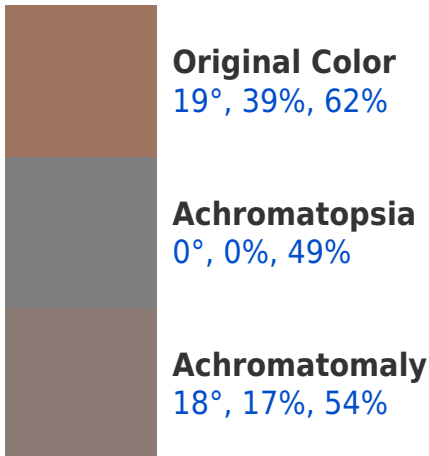 Original Color
19°, 39%, 62%
Achromatopsia
0°, 0%, 49%
Achromatomaly
18°, 17%, 54%